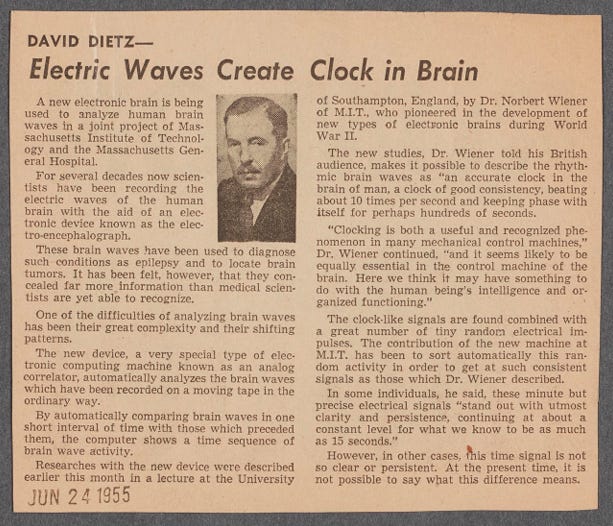 DAVID DIETZ—
Electric Waves Create Clock in Brain
A new electronic brain is being
used to analyze human brain
waves in a joint project of Mas-
sachusetts Institute of Technol-
ogy and the Massachusetts Gen-
eral Hospital.
For several decades now scien-
tists have been recording the
electric waves of the human
brain with the aid of an elec-
tronic device known as the elec-
tro-encephalograph.
These brain waves have been used to diagnose
such conditions as epilepsy and to locate brain
tumors. It has been felt, however, that they con-
cealed far more information than medical scien-
tists are yet able to recognize.
One of the difficulties of analyzing brain waves
has been their great complexity and their shifting
patterns.
The new device, a very special type of elec-
tronic computing machine known as an analog
correlator, automatically analyzes the brain waves
which have been recorded on a moving tape in the
ordinary way.
By automatically comparing brain waves in one
short interval of time with those which preceded
them, the computer shows a time sequence of
brain wave activity.
Researches with the new device were described
earlier this month in a lecture at the University
of Southampton, England, by Dr. Norbert Wiener
of M.I.T., who pioneered in the development of
new types of electronic brains during World
War II.
The new studies, Dr. Wiener told his British
audience, makes it possible to describe the rhyth-
mic brain waves as "an accurate clock in the
brain of man, a clock of good consistency, beating
about 10 times per second and keeping phase with
itself for perhaps hundreds of seconds.
"Clocking is both a useful and recognized phe-
nomenon in many mechanical control machines,"
Dr. Wiener continued, "and it seems likely to be
equally essential in the control machine of the
brain. Here we think it may have something to
do with the human being's intelligence and or-
ganized functioning."
The clock-like signals are found combined with
a great number of tiny random electrical im-
pulses. The contribution of the new machine at
M.I.T. has been to sort automatically this ran-
dom activity in order to get at such consistent
signals as those which Dr. Wiener described.
In some individuals, he said, these minute but
precise electrical signals "stand out with utmost
clarity and persistence, continuing at about a
constant level for what we know to be as much
as 15 seconds."
However, in other cases, this time signal is not
so clear or persistent. At the present time, it is
not possible to say what this difference means.
JUN 24 1955